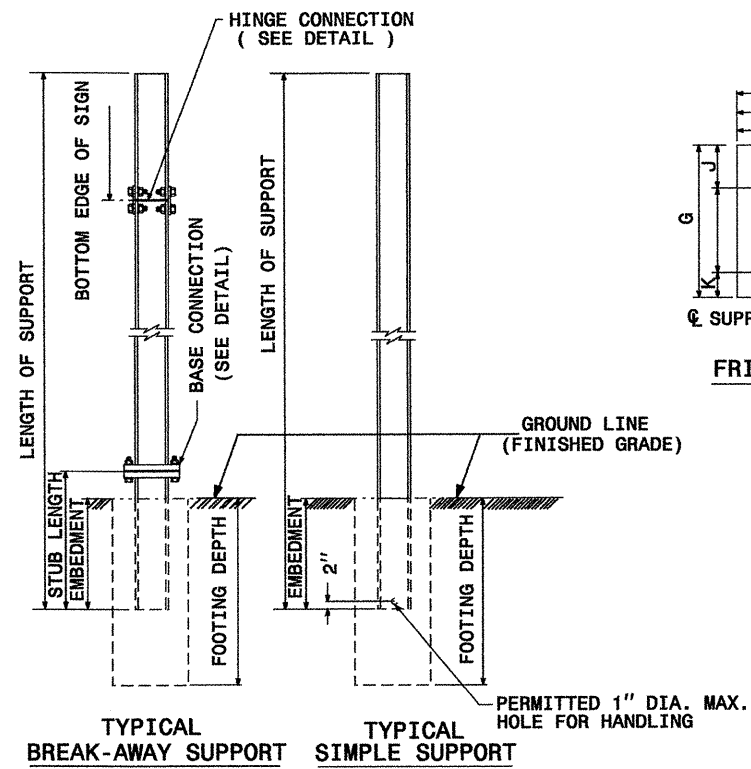 HINGE CONNECTION
( SEE DETAIL )
BOTTOM EDGE OF SIGN
LENGTH OF SUPPORT
BASE CONNECTION
(SEE DETAIL)
LENGTH OF SUPPORT
J
G
K
℄ SUPP
FRI
GROUND LINE
(FINISHED GRADE)
STUB LENGTH
EMBEDMENT
FOOTING DEPTH
EMBEDMENT
2"
FOOTING DEPTH
PERMITTED 1" DIA. MAX.
HOLE FOR HANDLING
TYPICAL
BREAK-AWAY SUPPORT
TYPICAL
SIMPLE SUPPORT